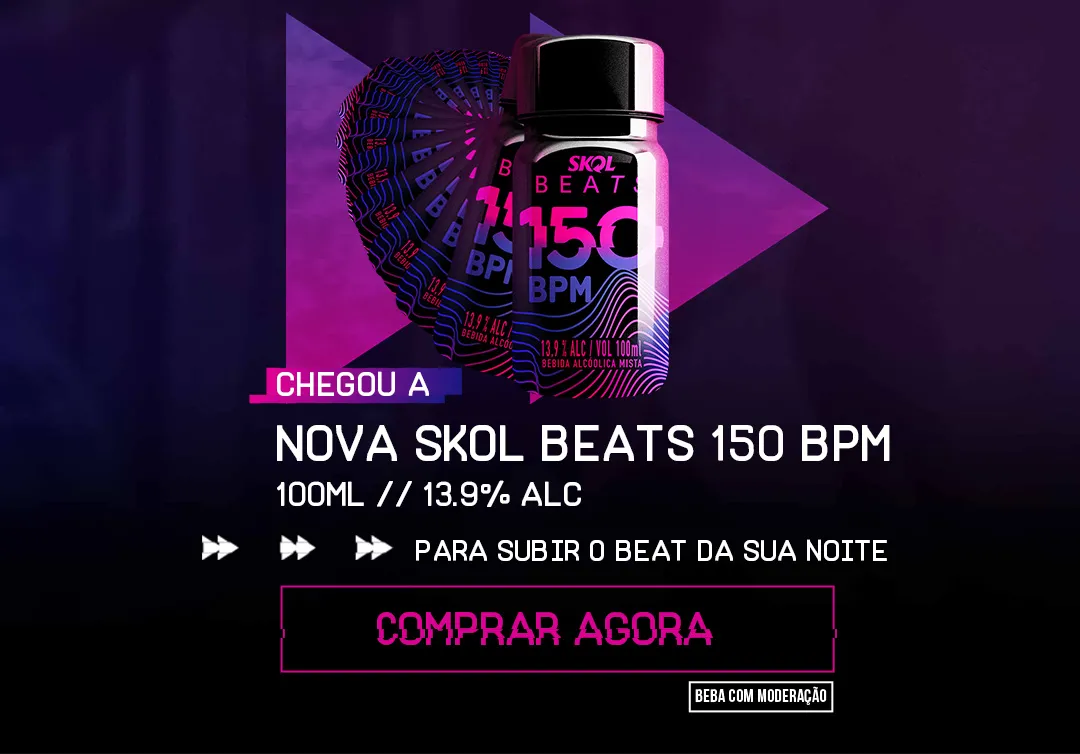 SKOL
BEATS
150
BPM
13.9 % ALC / VOL 100ml
BEBIDA ALCOÓLICA MISTA
CHEGOU A
NOVA SKOL BEATS 150 BPM
100ML // 13.9% ALC
PARA SUBIR O BEAT DA SUA NOITE
COMPRAR AGORA
BEBA COM MODERAÇÃO